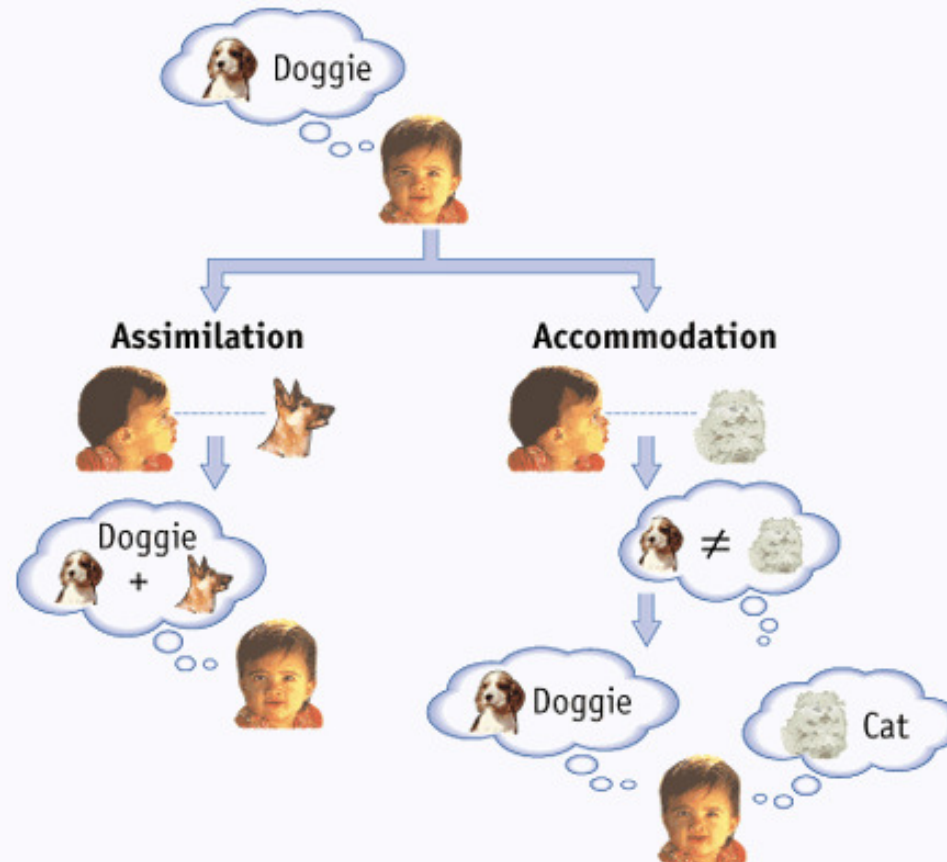 Doggie
Assimilation
Accommodation
Doggie
+
≠
Doggie
Cat